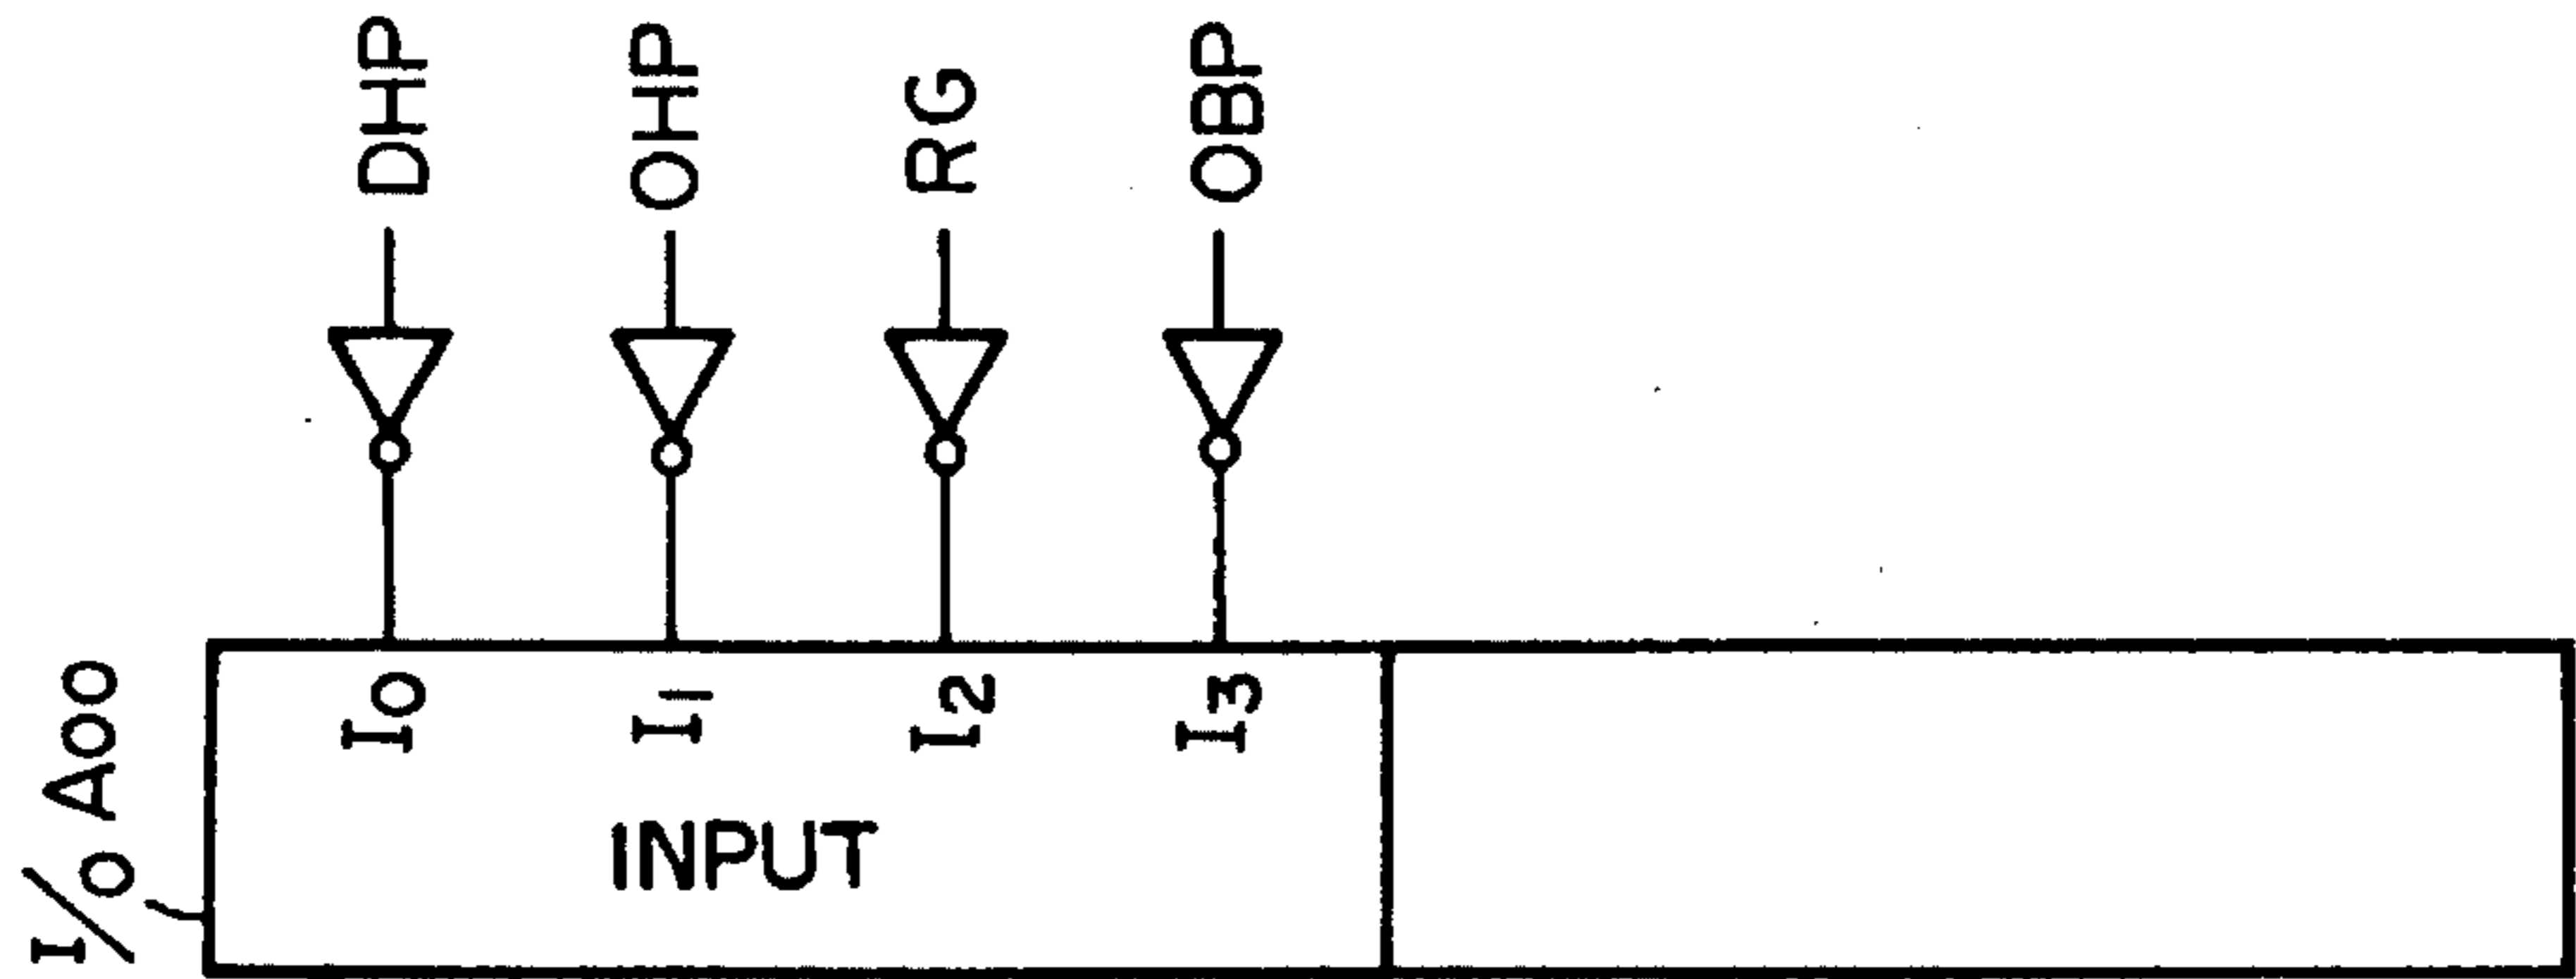 DHP
OHP
RG
OBP
I/O A00
I0
I1
I2
I3
INPUT